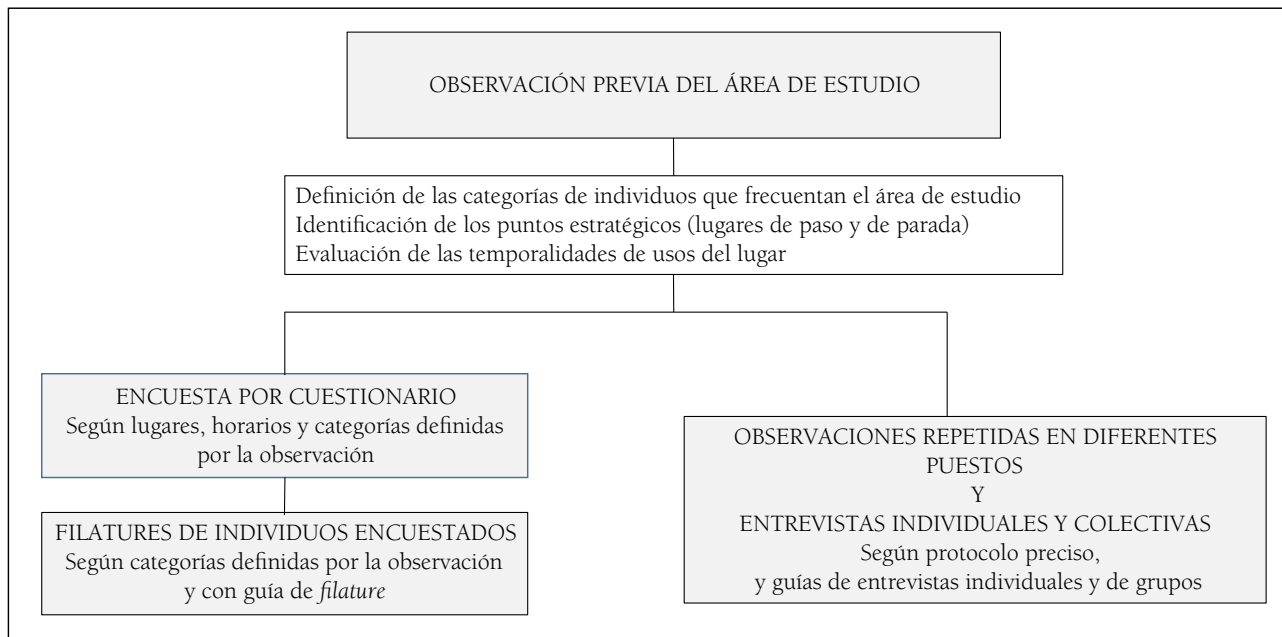 OBSERVACIÓN PREVIA DEL ÁREA DE ESTUDIO
Definición de las categorías de individuos que frecuentan el área de estudio
Identificación de los puntos estratégicos (lugares de paso y de parada)
Evaluación de las temporalidades de usos del lugar
ENCUESTA POR CUESTIONARIO
Según lugares, horarios y categorías definidas
por la observación
FILATURES DE INDIVIDUOS ENCUESTADOS
Según categorías definidas por la observación
y con guía de filature
OBSERVACIONES REPETIDAS EN DIFERENTES
PUESTOS
Y
ENTREVISTAS INDIVIDUALES Y COLECTIVAS
Según protocolo preciso,
y guías de entrevistas individuales y de grupos